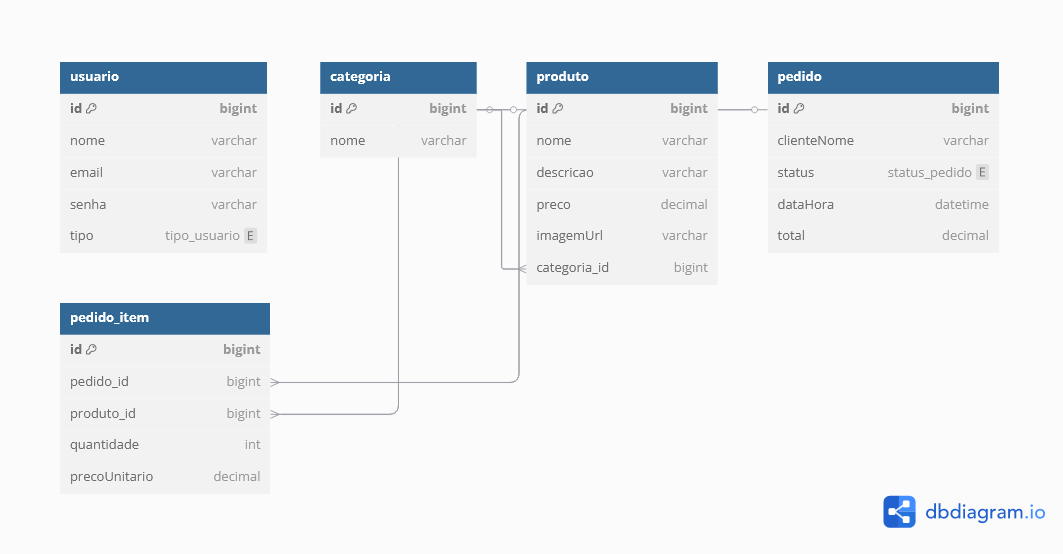 usuario
id bigint
nome varchar
email varchar
senha varchar
tipo tipo_usuario E
categoria
id bigint
nome varchar
produto
id bigint
nome varchar
descricao varchar
preco decimal
imagemUrl varchar
categoria_id bigint
pedido
id bigint
clienteNome varchar
status status_pedido E
dataHora datetime
total decimal
pedido_item
id bigint
pedido_id bigint
produto_id bigint
quantidade int
precoUnitario decimal
dbdiagram.io